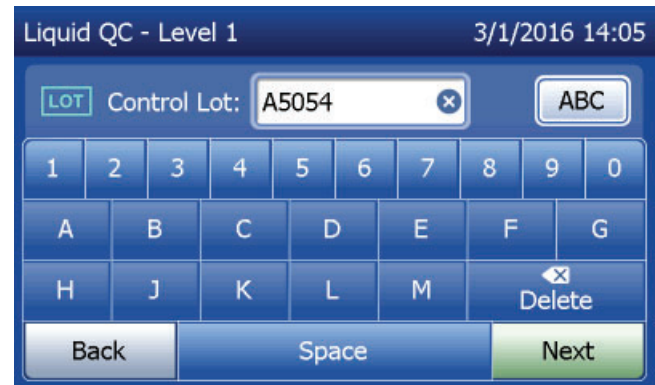 Liquid QC - Level 1 3/1/2016 14:05
LOT Control Lot: A5054 ABC
1 2 3 4 5 6 7 8 9 0
A B C D E F G
H J K L M Delete
Back Space Next